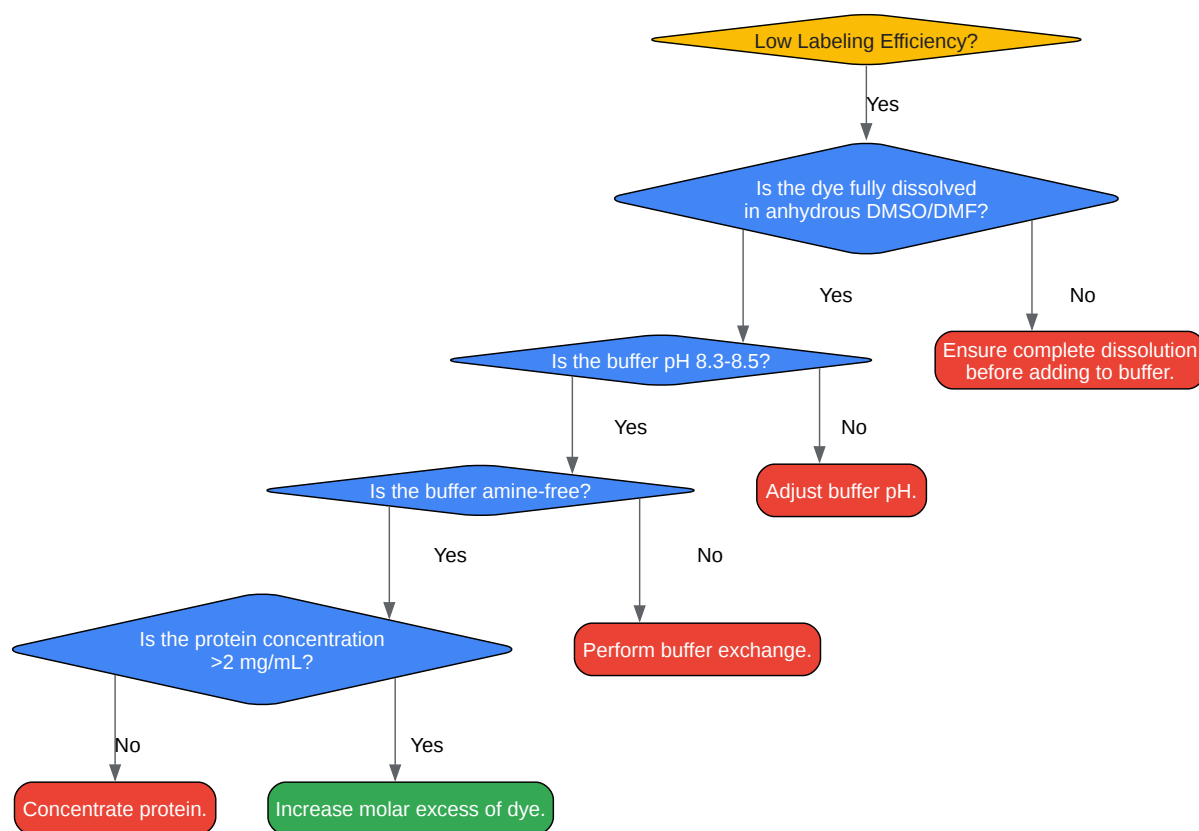 Low Labeling Efficiency?
Yes
Is the dye fully dissolved
in anhydrous DMSO/DMF?
Yes
No
Ensure complete dissolution
before adding to buffer.
Is the buffer pH 8.3-8.5?
Yes
No
Adjust buffer pH.
Is the buffer amine-free?
Yes
No
Perform buffer exchange.
Is the protein concentration
>2 mg/mL?
No
Yes
Concentrate protein.
Increase molar excess of dye.